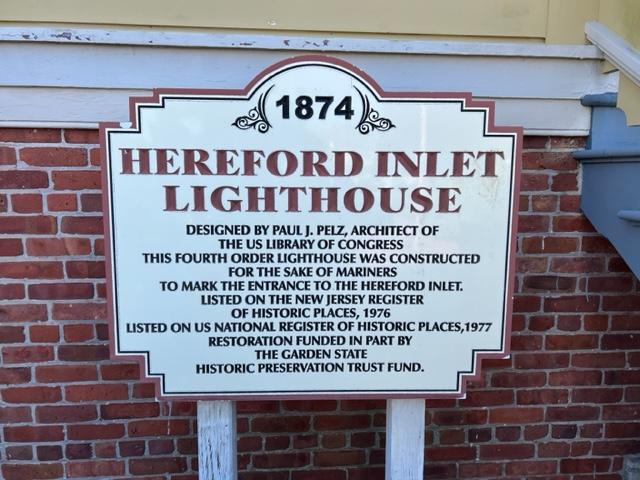 1874
HEREFORD INLET
LIGHTHOUSE
DESIGNED BY PAUL J. PELZ, ARCHITECT OF
THE US LIBRARY OF CONGRESS
THIS FOURTH ORDER LIGHTHOUSE WAS CONSTRUCTED
FOR THE SAKE OF MARINERS
TO MARK THE ENTRANCE TO THE HEREFORD INLET.
LISTED ON THE NEW JERSEY REGISTER
OF HISTORIC PLACES, 1976
LISTED ON US NATIONAL REGISTER OF HISTORIC PLACES,1977
RESTORATION FUNDED IN PART BY
THE GARDEN STATE
HISTORIC PRESERVATION TRUST FUND.